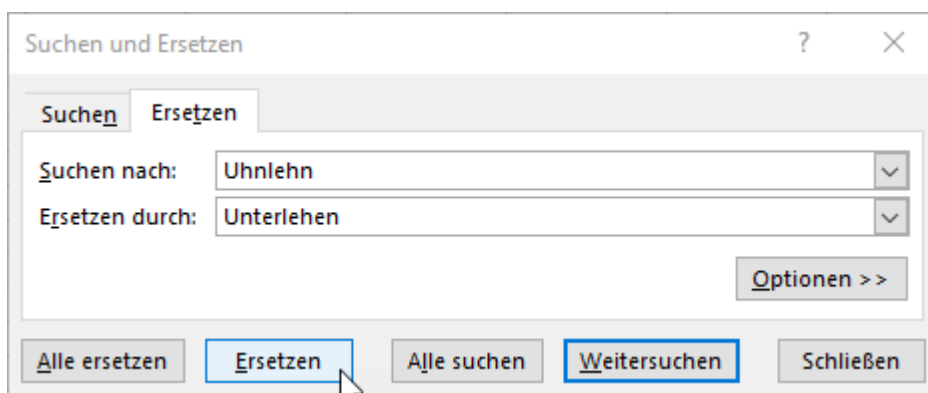 Suchen und Ersetzen ?
Suchen Ersetzen
Suchen nach: Uhnlehn
Ersetzen durch: Unterlehen
Optionen >>
Alle ersetzen Ersetzen Alle suchen Weitersuchen Schließen